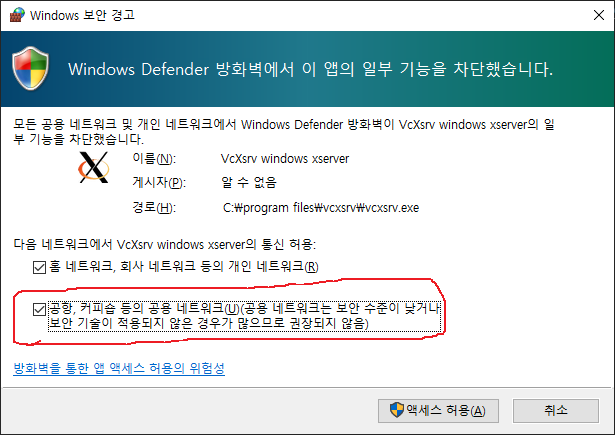 Windows 보안 경고
Windows Defender 방화벽에서 이 앱의 일부 기능을 차단했습니다.
모든 공용 네트워크 및 개인 네트워크에서 Windows Defender 방화벽이 VcXsrv windows xserver의 일
부 기능을 차단했습니다.
이름(N): VcXsrv windows xserver
게시자(P): 알 수 없음
경로(H): C:\program files\vcxsrv\vcxsrv.exe
다음 네트워크에서 VcXsrv windows xserver의 통신 허용:
홈 네트워크, 회사 네트워크 등의 개인 네트워크(R)
공항, 커피숍 등의 공용 네트워크(U)(공용 네트워크는 보안 수준이 낮거나
보안 기술이 적용되지 않은 경우가 많으므로 권장되지 않음)
방화벽을 통한 앱 액세스 허용의 위험성
액세스 허용(A) 취소